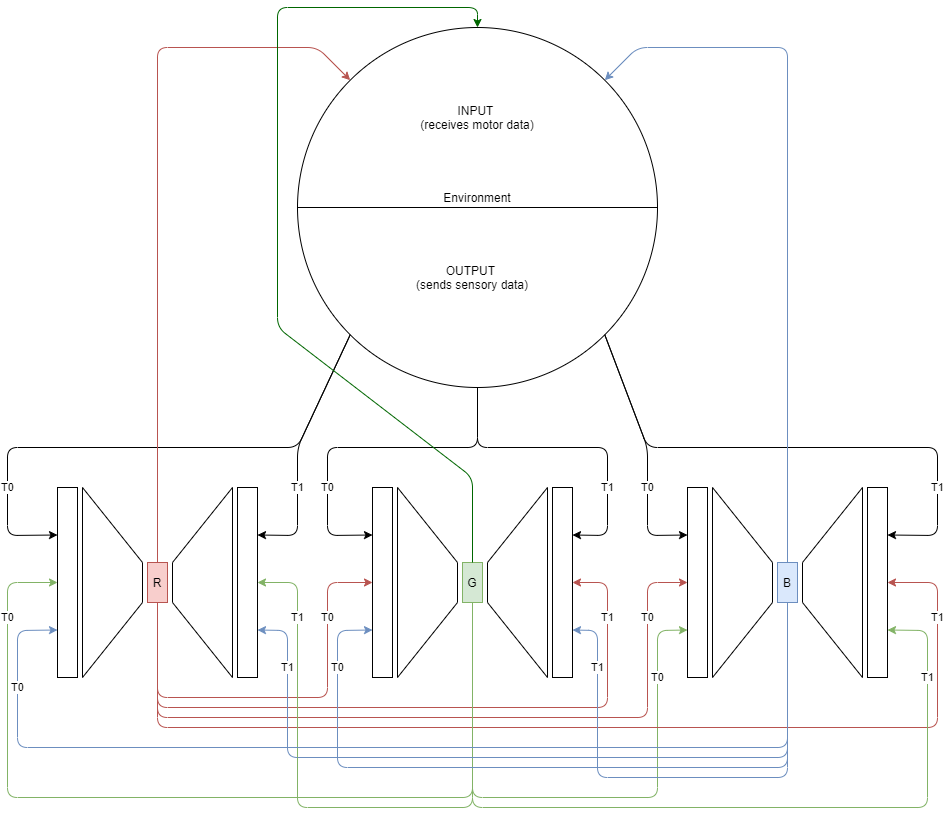 INPUT
(receives motor data)
Environment
OUTPUT
(sends sensory data)
T0
T1
T0
T1
T0
T1
R
G
B
T0
T1
T0
T1
T0
T1
T1
T0
T1
T0
T1
T0